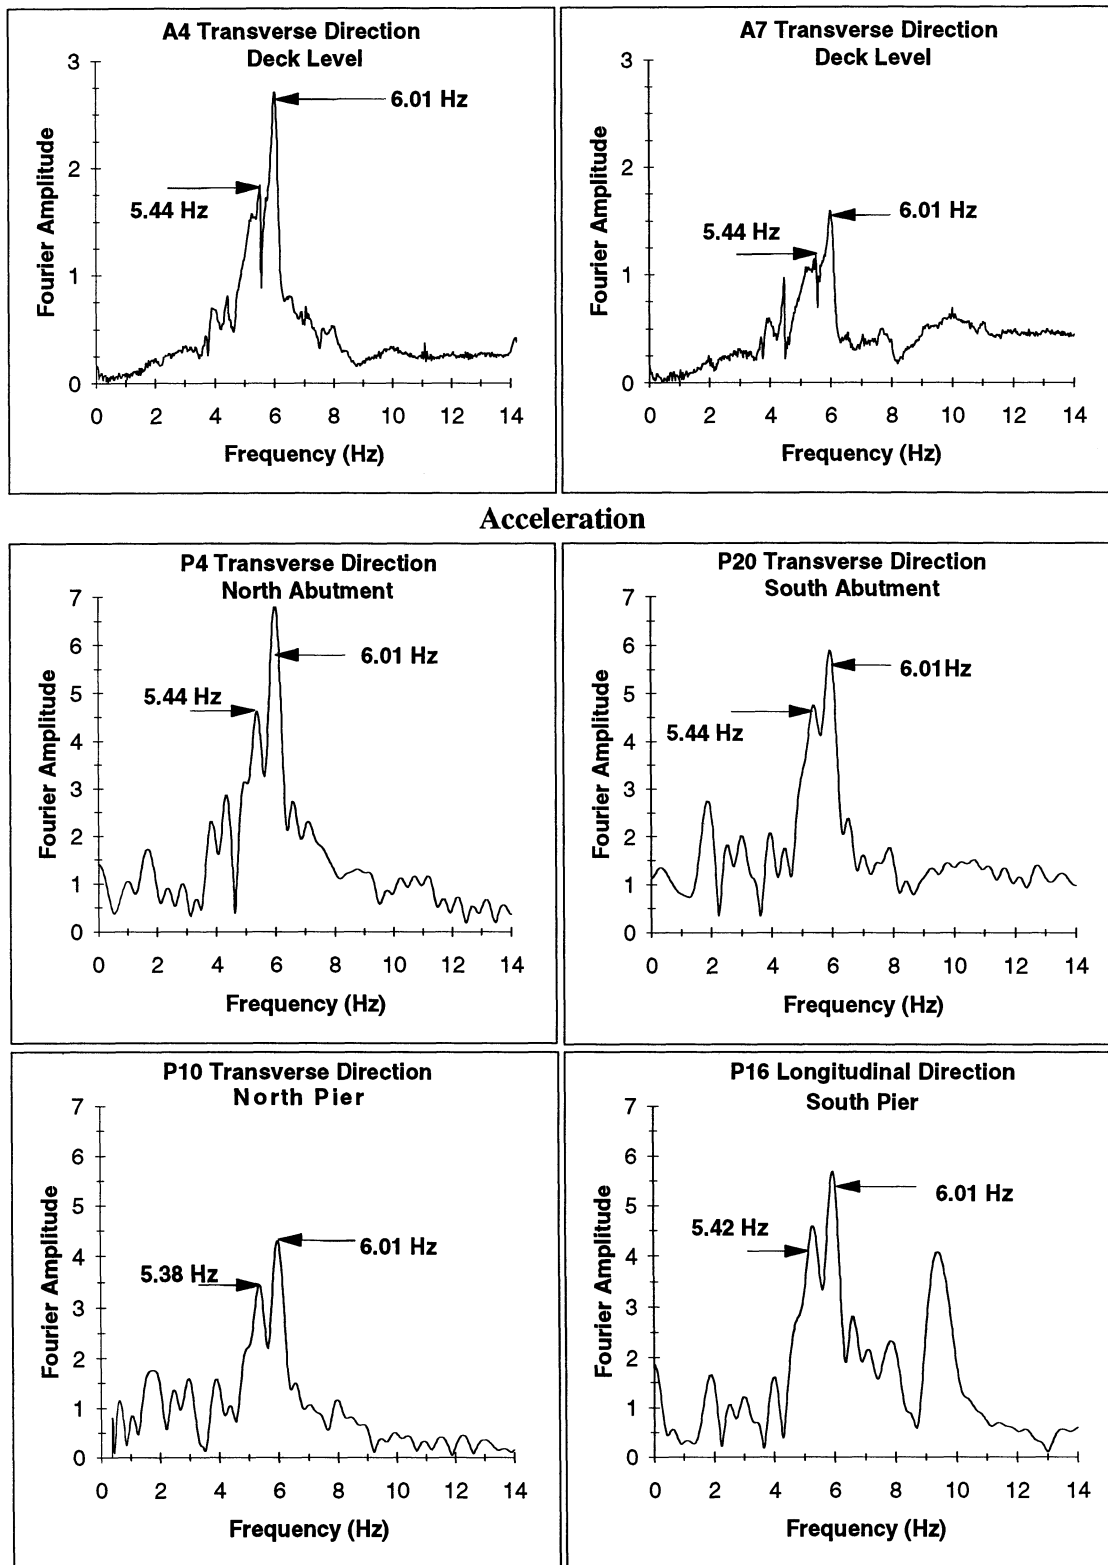 A4 Transverse Direction
Deck Level
3
2
1
0
Fourier Amplitude
6.01 Hz
5.44 Hz
0 2 4 6 8 10 12 14
Frequency (Hz)
A7 Transverse Direction
Deck Level
3
2
1
0
Fourier Amplitude
6.01 Hz
5.44 Hz
0 2 4 6 8 10 12 14
Frequency (Hz)
Acceleration
P4 Transverse Direction
North Abutment
7
6
5
4
3
2
1
0
Fourier Amplitude
6.01 Hz
5.44 Hz
0 2 4 6 8 10 12 14
Frequency (Hz)
P20 Transverse Direction
South Abutment
7
6
5
4
3
2
1
0
Fourier Amplitude
6.01Hz
5.44 Hz
0 2 4 6 8 10 12 14
Frequency (Hz)
P10 Transverse Direction
North Pier
7
6
5
4
3
2
1
0
Fourier Amplitude
6.01 Hz
5.38 Hz
0 2 4 6 8 10 12 14
Frequency (Hz)
P16 Longitudinal Direction
South Pier
7
6
5
4
3
2
1
0
Fourier Amplitude
6.01 Hz
5.42 Hz
0 2 4 6 8 10 12 14
Frequency (Hz)